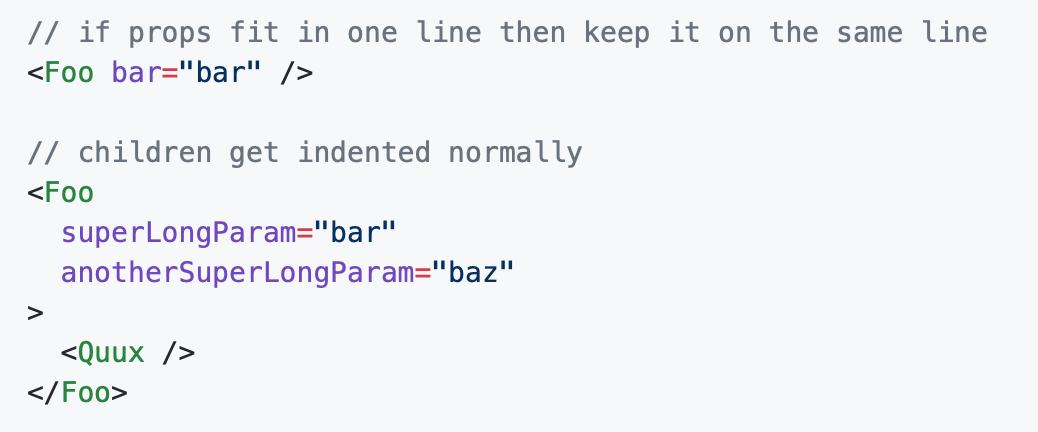 // if props fit in one line then keep it on the same line
<Foo bar="bar" />

// children get indented normally
<Foo
  superLongParam="bar"
  anotherSuperLongParam="baz"
>
  <Quux />
</Foo>